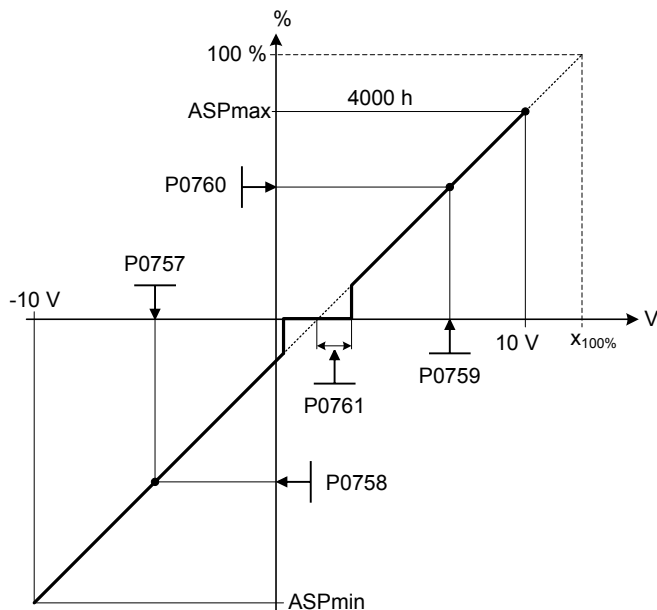 %
100 %
ASPmax
4000 h
P0760
P0757
-10 V
V
10 V
x100%
P0759
P0761
P0758
ASPmin